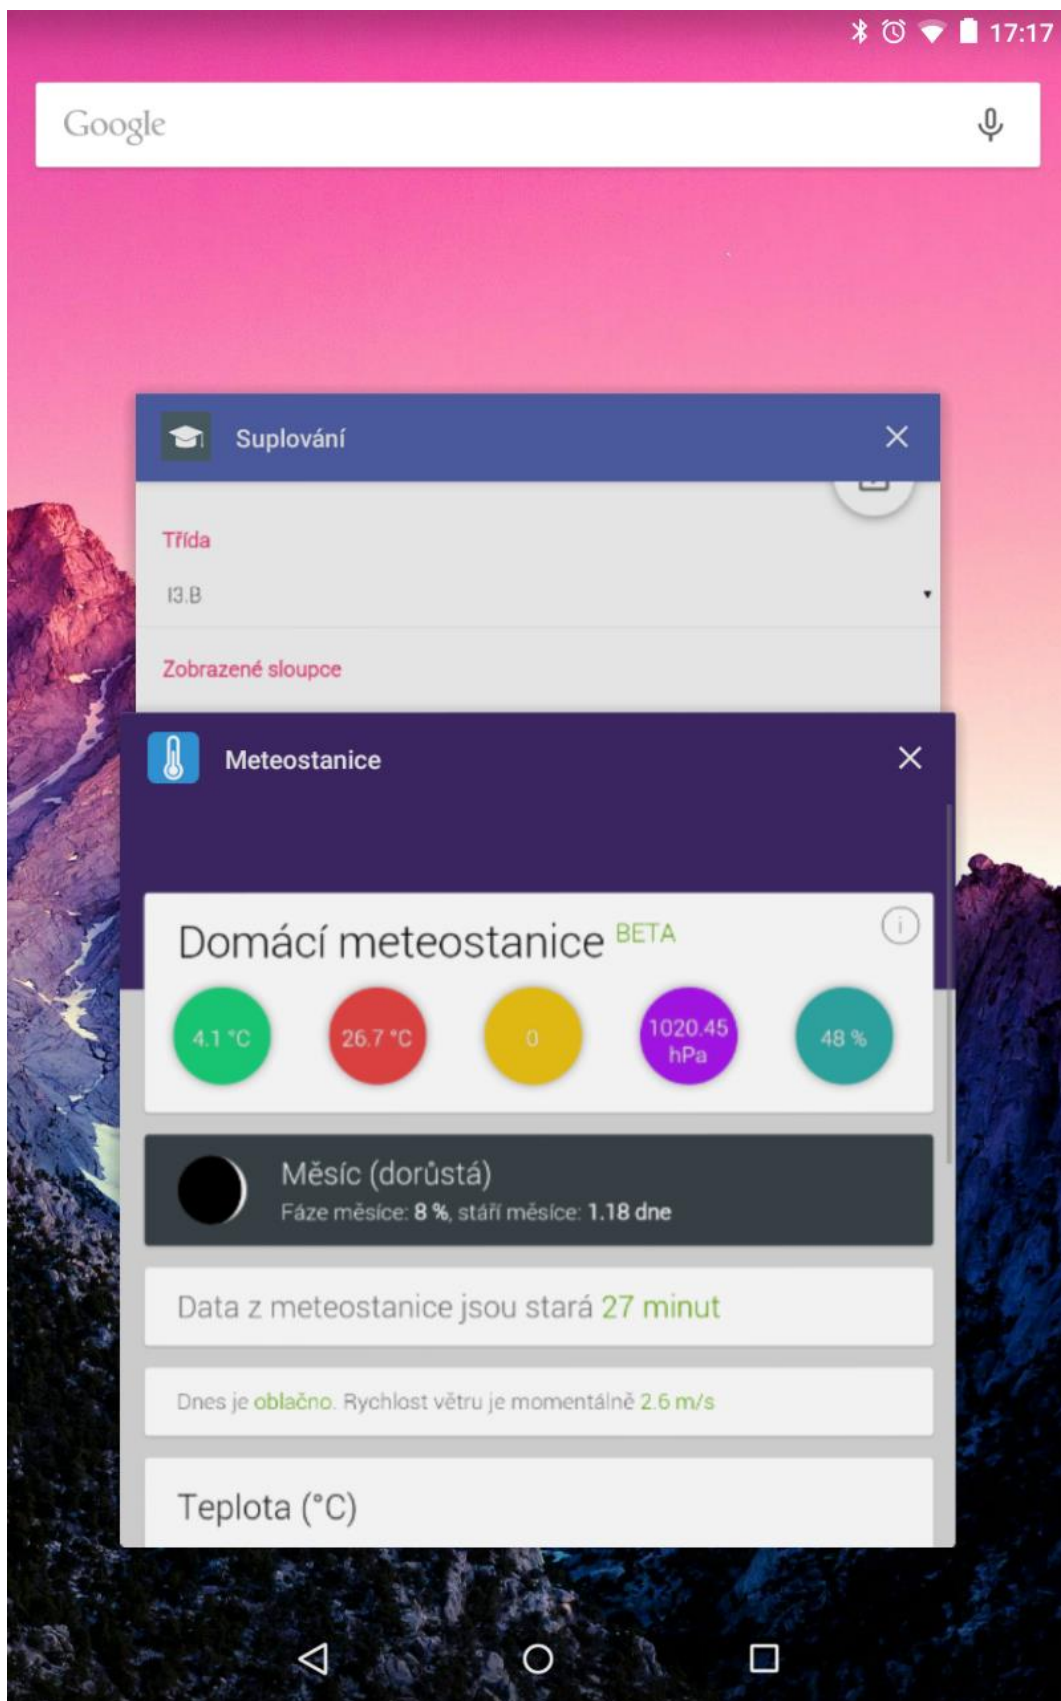 17:17
Google
Suplování
Třída
I3.B
Zobrazené sloupce
Meteostanice
Domácí meteostanice BETA
4.1 °C
26.7 °C
0
1020.45
hPa
48 %
Měsíc (dorůstá)
Fáze měsíce: 8 %, stáří měsíce: 1.18 dne
Data z meteostanice jsou stará 27 minut
Dnes je oblačno. Rychlost větru je momentálně 2.6 m/s
Teplota (°C)